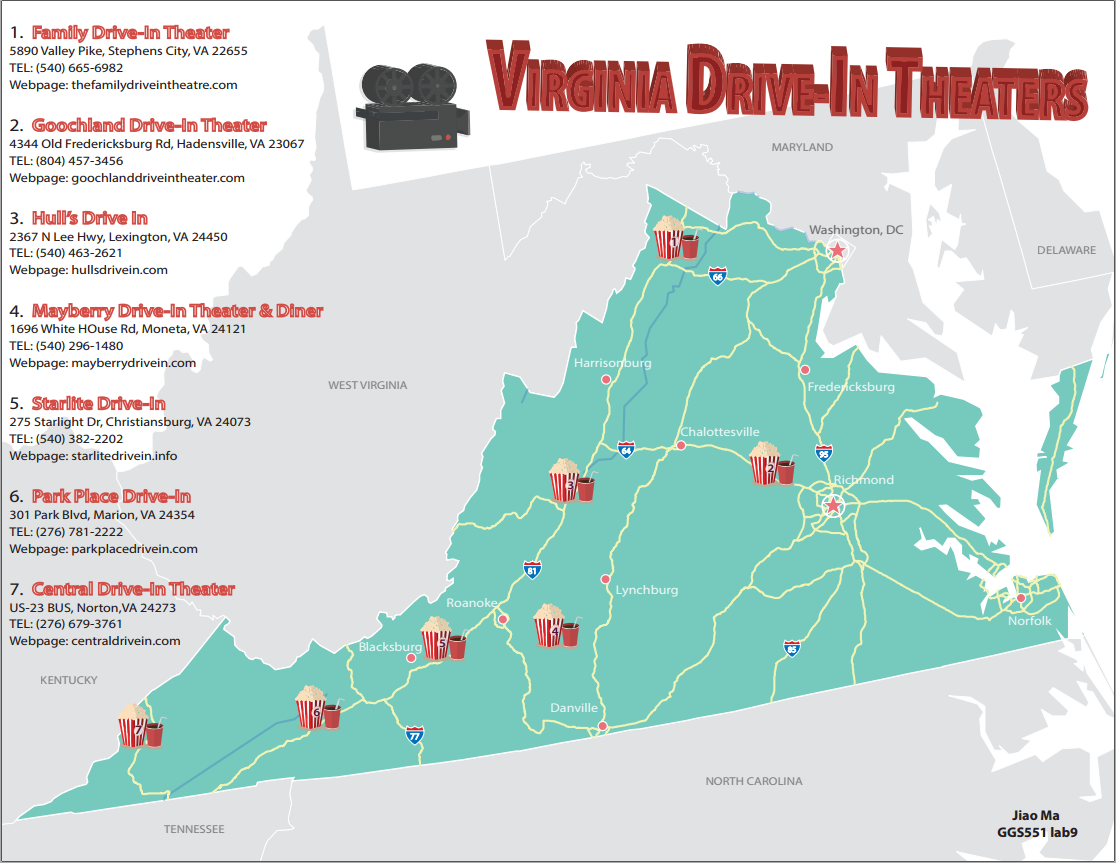 VIRGINIA DRIVE-IN THEATERS
1. Family Drive-In Theater
5890 Valley Pike, Stephens City, VA 22655
TEL: (540) 665-6982
Webpage: thefamilydriveintheatre.com
2. Goochland Drive-In Theater
4344 Old Fredericksburg Rd, Hadensville, VA 23067
TEL: (804) 457-3456
Webpage: goochlanddriveintheater.com
3. Hull's Drive In
2367 N Lee Hwy, Lexington, VA 24450
TEL: (540) 463-2621
Webpage: hullsdrivein.com
4. Mayberry Drive-In Theater & Diner
1696 White HOuse Rd, Moneta, VA 24121
TEL: (540) 296-1480
Webpage: mayberrydrivein.com
5. Starlite Drive-In
275 Starlight Dr, Christiansburg, VA 24073
TEL: (540) 382-2202
Webpage: starlitedrivein.info
6. Park Place Drive-In
301 Park Blvd, Marion, VA 24354
TEL: (276) 781-2222
Webpage: parkplacedrivein.com
7. Central Drive-In Theater
US-23 BUS, Norton,VA 24273
TEL: (276) 679-3761
Webpage: centraldrivein.com
MARYLAND
Washington, DC
DELAWARE
1
66
Harrisonburg
WEST VIRGINIA
Fredericksburg
Chalottesville
64
95
2
Richmond
3
81
Lynchburg
Roanoke
Norfolk
4
5
Blacksburg
85
KENTUCKY
Danville
6
7
77
NORTH CAROLINA
TENNESSEE
Jiao Ma
GGS551 lab9